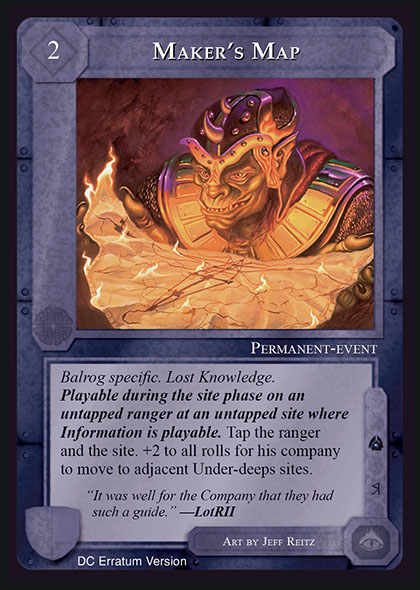 2
Maker's Map
Permanent-event
Balrog specific. Lost Knowledge.
Playable during the site phase on an
untapped ranger at an untapped site where
Information is playable. Tap the ranger
and the site. +2 to all rolls for his company
to move to adjacent Under-deeps sites.
"It was well for the Company that they had
such a guide." —LotRII
Art by Jeff Reitz
DC Erratum Version